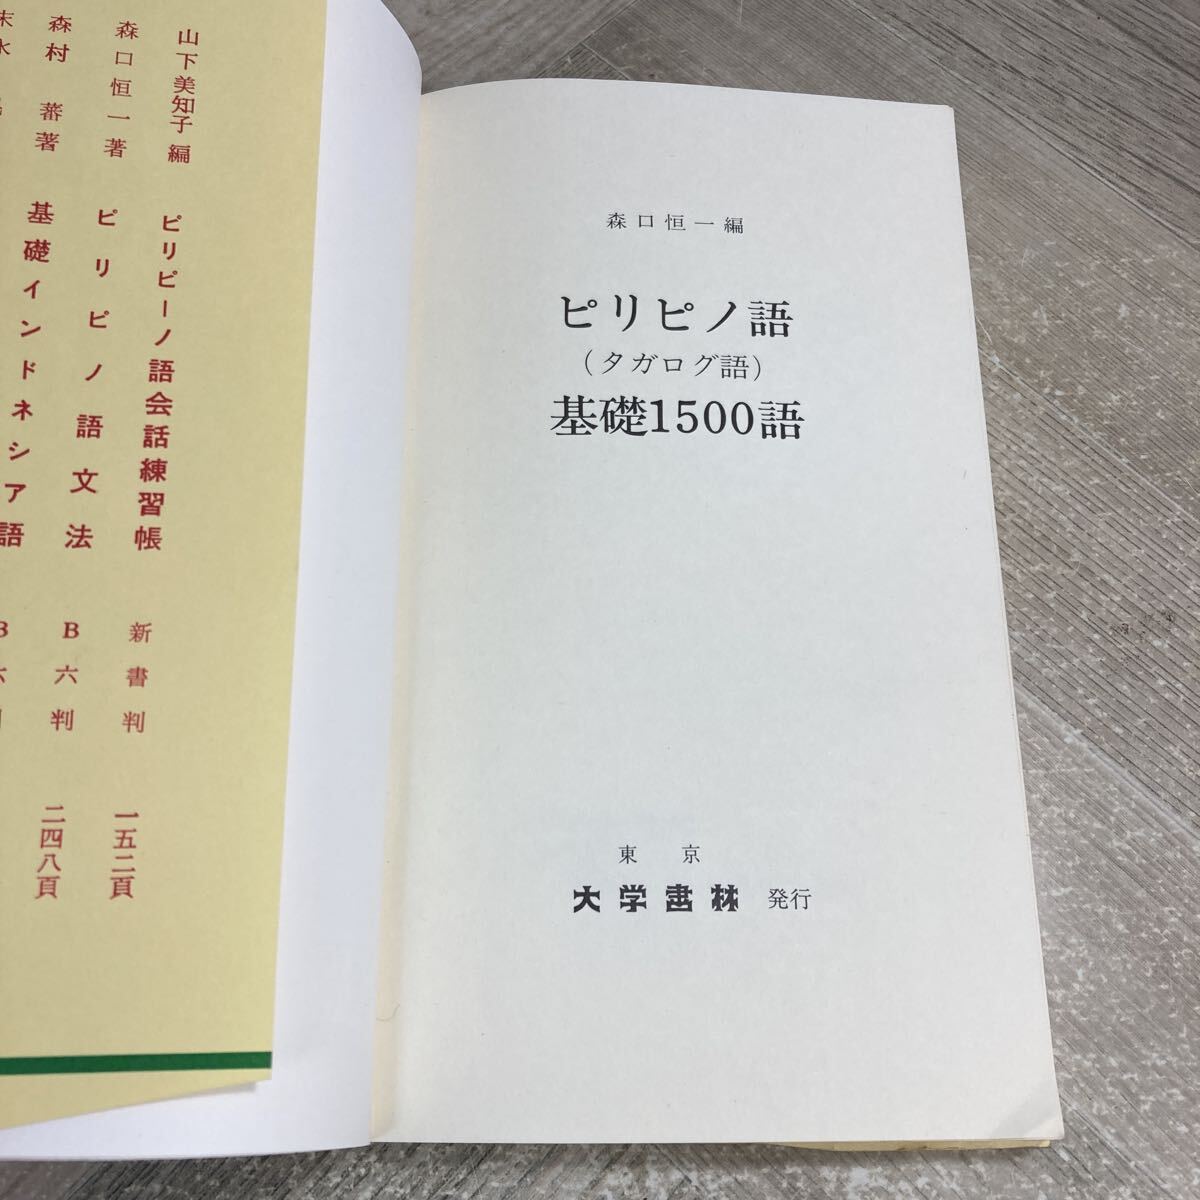 山下美知子編 ピリピーノ語会話練習帳 新書判 一五二頁
森口恒一著 ピリピノ語文法 B六判 二四八頁
森村蕃著 基礎インドネシア語
森口恒一編
ピリピノ語
(タガログ語)
基礎1500語
東京
大学書林 発行